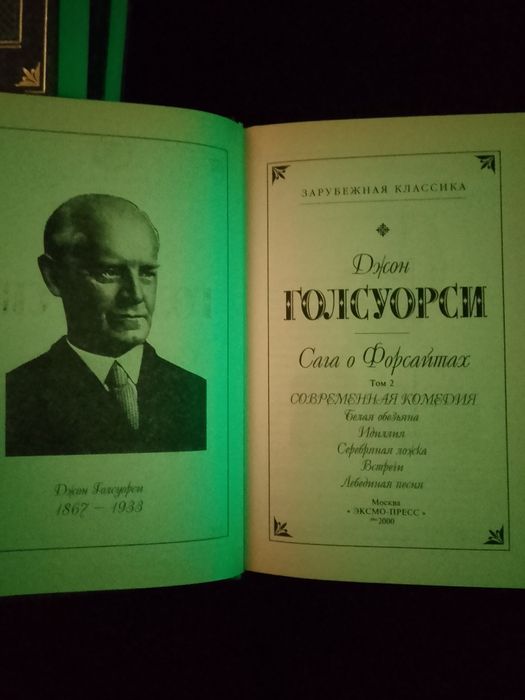 Джон Голсуорси
1867 — 1933
ЗАРУБЕЖНАЯ КЛАССИКА
Джон
ГОЛСУОРСИ
Сага о Форсайтах
Том 2
СОВРЕМЕННАЯ КОМЕДИЯ
Белая обезьяна
Идиллия
Серебряная ложка
Встречи
Лебединая песня
Москва
« ЭКСМО-ПРЕСС »
2000